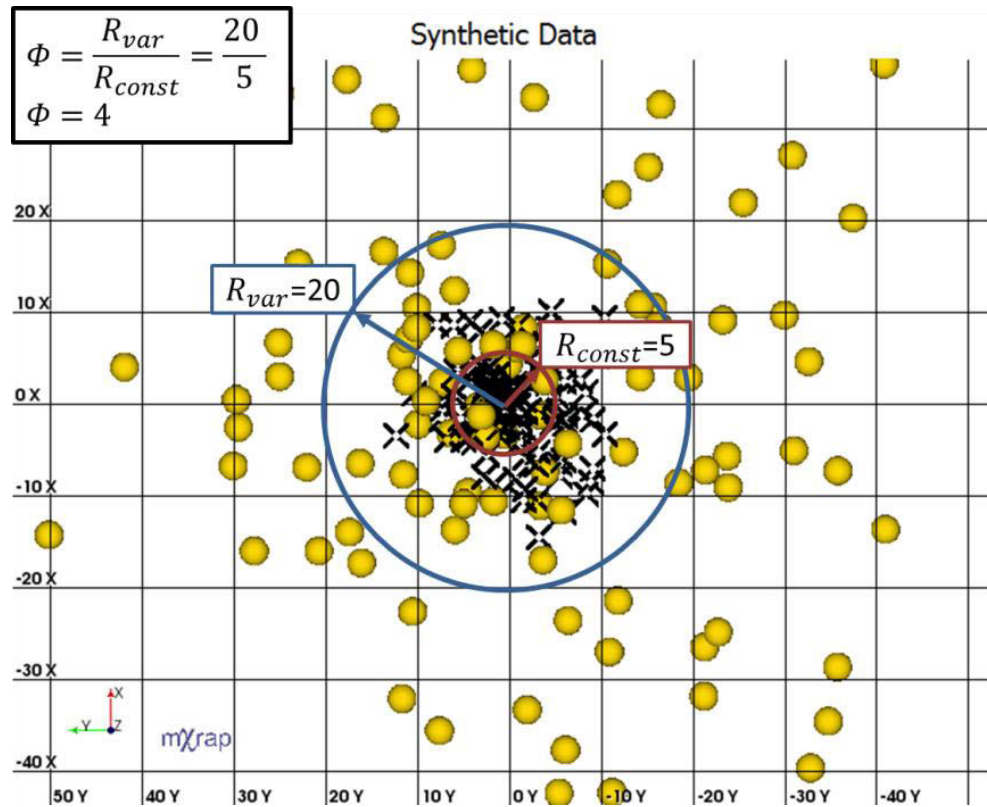 Φ = R_var / R_const = 20 / 5
Φ = 4
Synthetic Data
20 X
R_var=20
10 X
R_const=5
0 X
-10 X
-20 X
-30 X
X
Y
Z
mXrap
-40 X
50 Y 40 Y 30 Y 20 Y 10 Y 0 Y -10 Y -20 Y -30 Y -40 Y